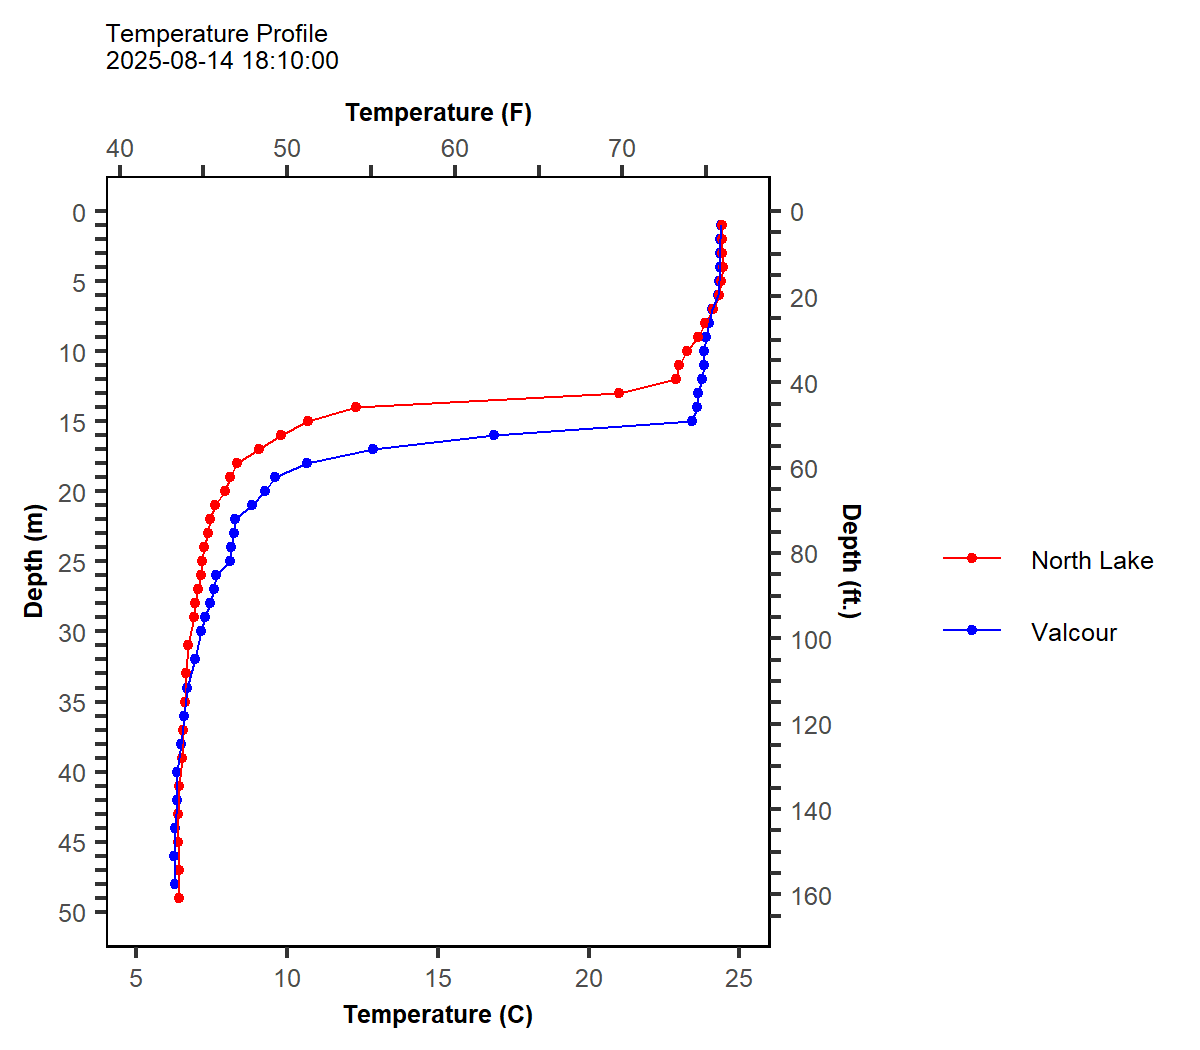 Temperature Profile
2025-08-14 18:10:00
Temperature (F)
40 50 60 70
0
5
10
15
20
25
30
35
40
45
50
Depth (m)
0
20
40
60
80
100
120
140
160
Depth (ft.)
North Lake
Valcour
5 10 15 20 25
Temperature (C)